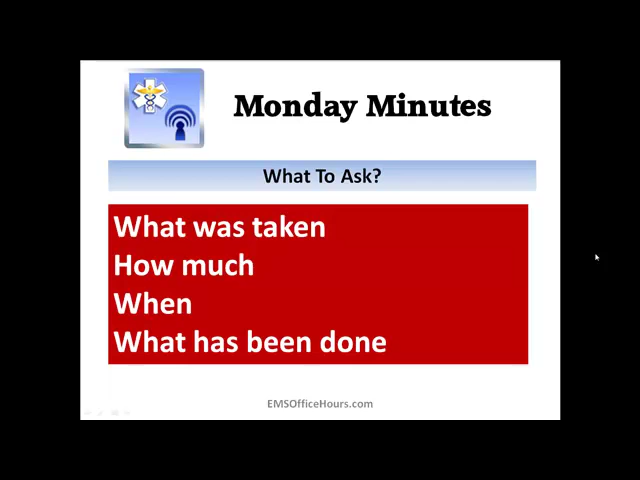 Monday Minutes
What To Ask?
What was taken
How much
When
What has been done
EMSOfficeHours.com